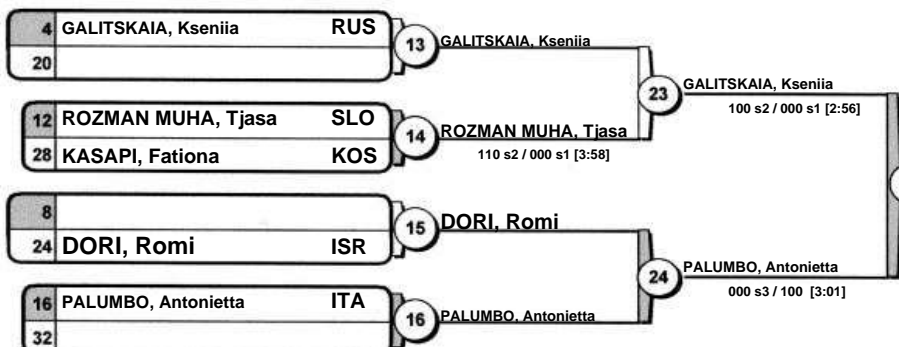 4 GALITSKAIA, Kseniia RUS
20
13
GALITSKAIA, Kseniia
12 ROZMAN MUHA, Tjasa SLO
28 KASAPI, Fationa KOS
14
ROZMAN MUHA, Tjasa
110 s2 / 000 s1 [3:58]
23
GALITSKAIA, Kseniia
100 s2 / 000 s1 [2:56]
8
24 DORI, Romi ISR
15
DORI, Romi
16 PALUMBO, Antonietta ITA
32
16
PALUMBO, Antonietta
24
PALUMBO, Antonietta
000 s3 / 100 [3:01]